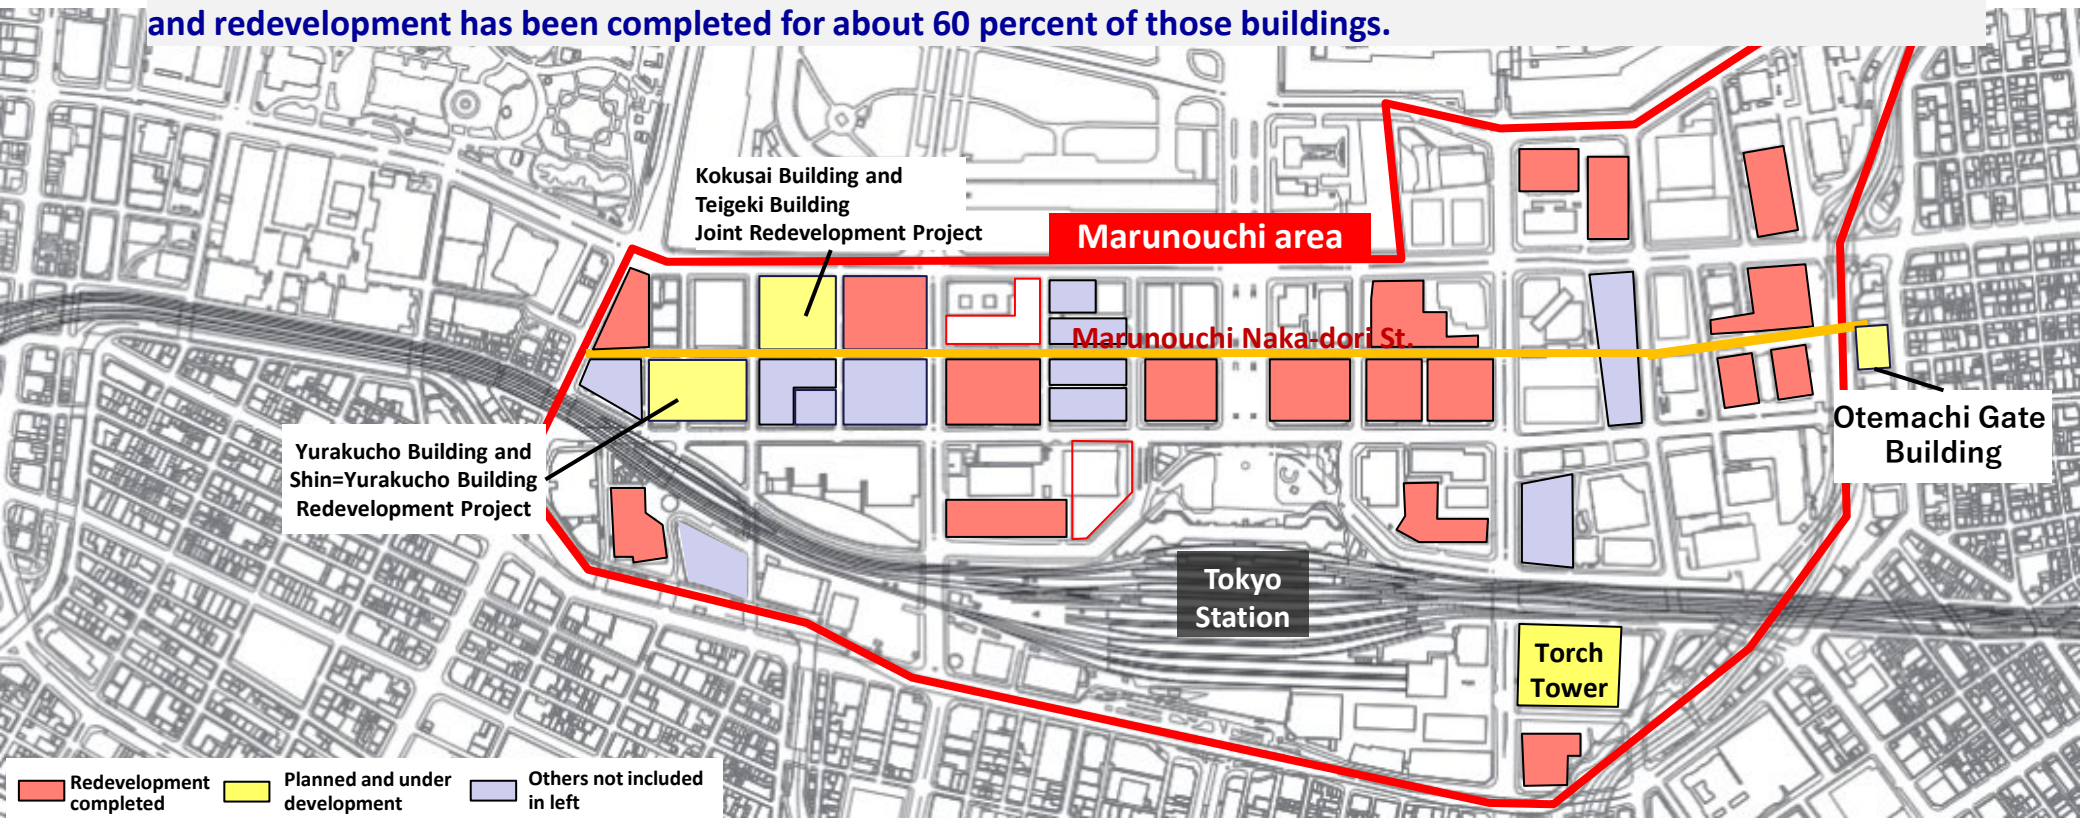 and redevelopment has been completed for about 60 percent of those buildings.
Kokusai Building and
Teigeki Building
Joint Redevelopment Project
Marunouchi area
Marunouchi Naka-dori St.
Otemachi Gate
Building
Yurakucho Building and
Shin=Yurakucho Building
Redevelopment Project
Tokyo
Station
Torch
Tower
Redevelopment
completed
Planned and under
development
Others not included
in left